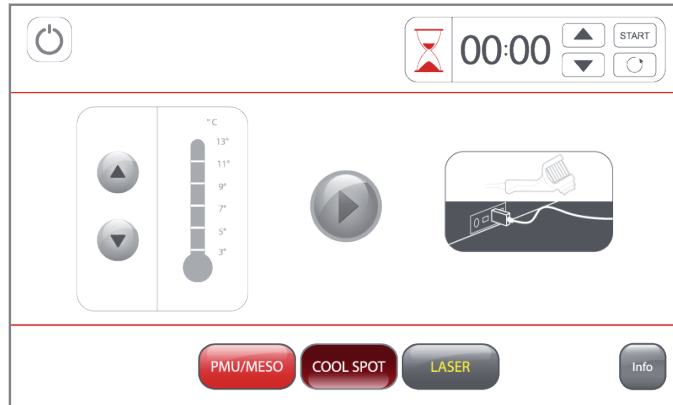 00:00
START
° C
13°
11°
9°
7°
5°
3°
PMU/MESO
COOL SPOT
LASER
Info